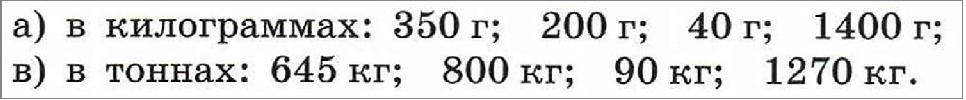 а) в килограммах: 350 г; 200 г; 40 г; 1400 г;
в) в тоннах: 645 кг; 800 кг; 90 кг; 1270 кг.